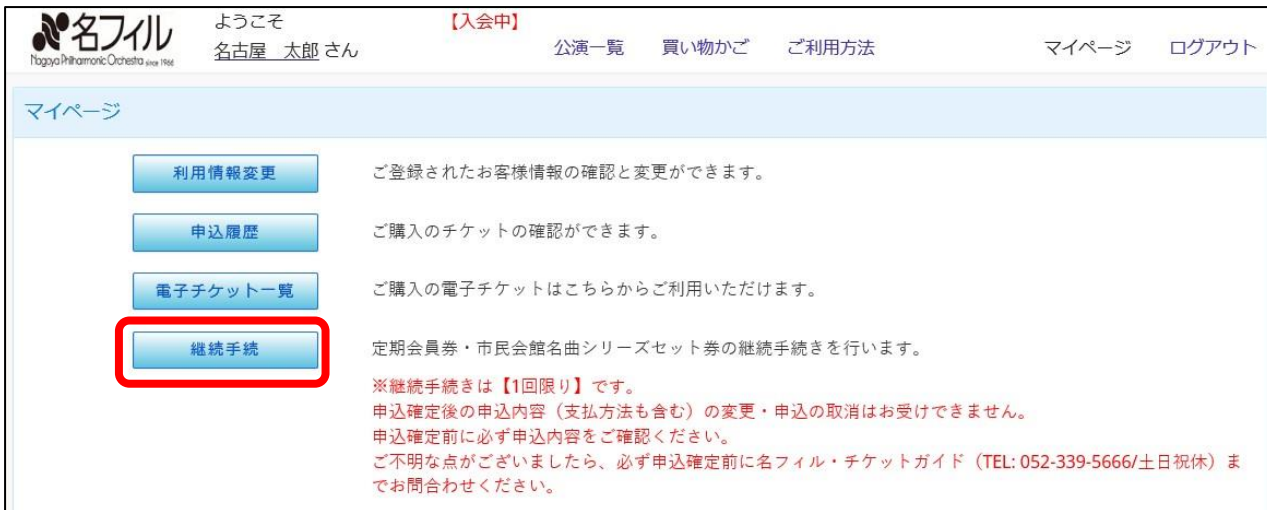 名フィル
Nagoya Philharmonic Orchestra since 1966
ようこそ 【入会中】
名古屋 太郎 さん
公演一覧 買い物かご ご利用方法 マイページ ログアウト
マイページ
利用情報変更 ご登録されたお客様情報の確認と変更ができます。
申込履歴 ご購入のチケットの確認ができます。
電子チケット一覧 ご購入の電子チケットはこちらからご利用いただけます。
継続手続 定期会員券・市民会館名曲シリーズセット券の継続手続きを行います。
※継続手続きは【1回限り】です。
申込確定後の申込内容（支払方法も含む）の変更・申込の取消はお受けできません。
申込確定前に必ず申込内容をご確認ください。
ご不明な点がございましたら、必ず申込確定前に名フィル・チケットガイド（TEL: 052-339-5666/土日祝休）ま
でお問合わせください。